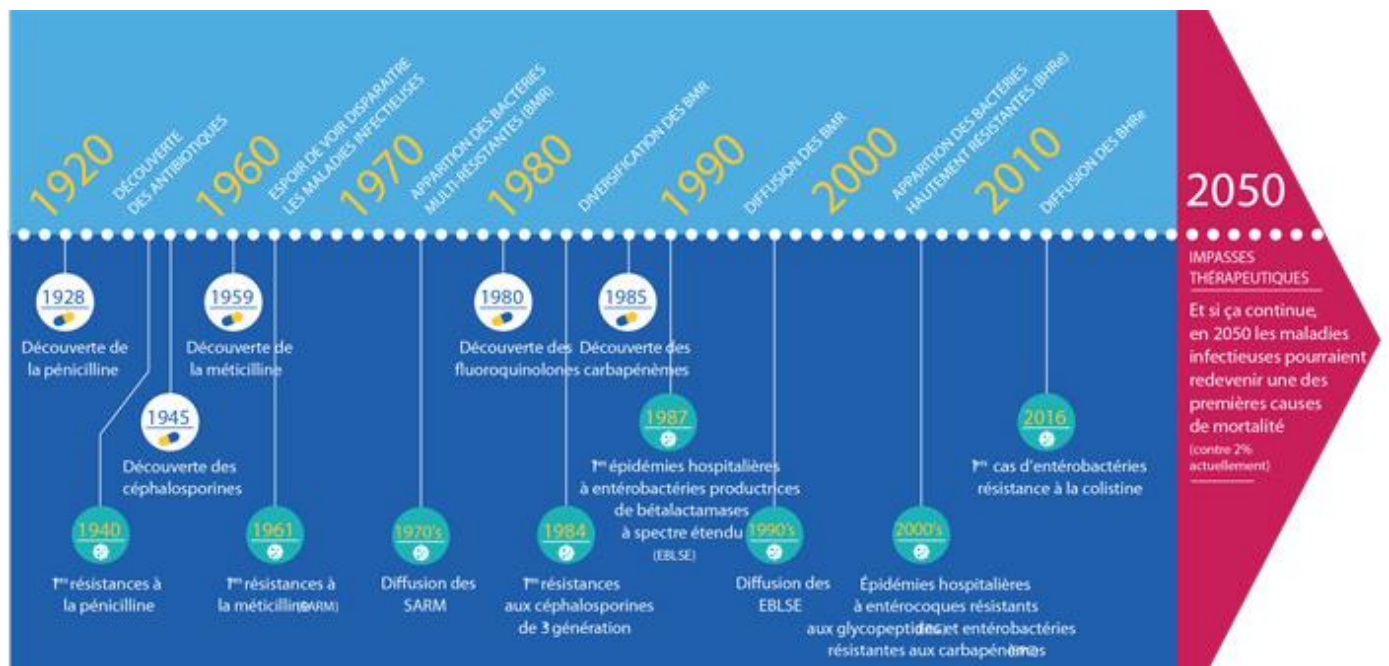 1920
DÉCOUVERTE
DES ANTIBIOTIQUES
1960
ESPOIR DE VOIR DISPARAITRE
LES MALADIES INFECTIEUSES
1970
APPARITION DES BACTÉRIES
MULTI-RÉSISTANTES (BMR)
1980
DIVERSIFICATION DES BMR
1990
DIFFUSION DES BMR
2000
APPARITION DES BACTÉRIES
HAUTEMENT RÉSISTANTES (BHRe)
2010
DIFFUSION DES BHRe
2050
IMPASSES
THÉRAPEUTIQUES
Et si ça continue,
en 2050 les maladies
infectieuses pourraient
redevenir une des
premières causes
de mortalité
(contre 2%
actuellement)
1928
Découverte de
la pénicilline
1959
Découverte de
la méticilline
1980
Découverte des
fluoroquinolones
1985
Découverte des
carbapénèmes
1945
Découverte des
céphalosporines
1987
1res épidémies hospitalières
à entérobactéries productrices
de bétalactamases
à spectre étendu
(EBLSE)
2016
1ers cas d'entérobactéries
résistance à la colistine
1940
1res résistances à
la pénicilline
1961
1res résistances à
la méticilline (SARM)
1970's
Diffusion des
SARM
1984
1res résistances
aux céphalosporines
de 3 génération
1990's
Diffusion des
EBLSE
2000's
Épidémies hospitalières
à entérocoques résistants
aux glycopeptides et entérobactéries
résistantes aux carbapénèmes